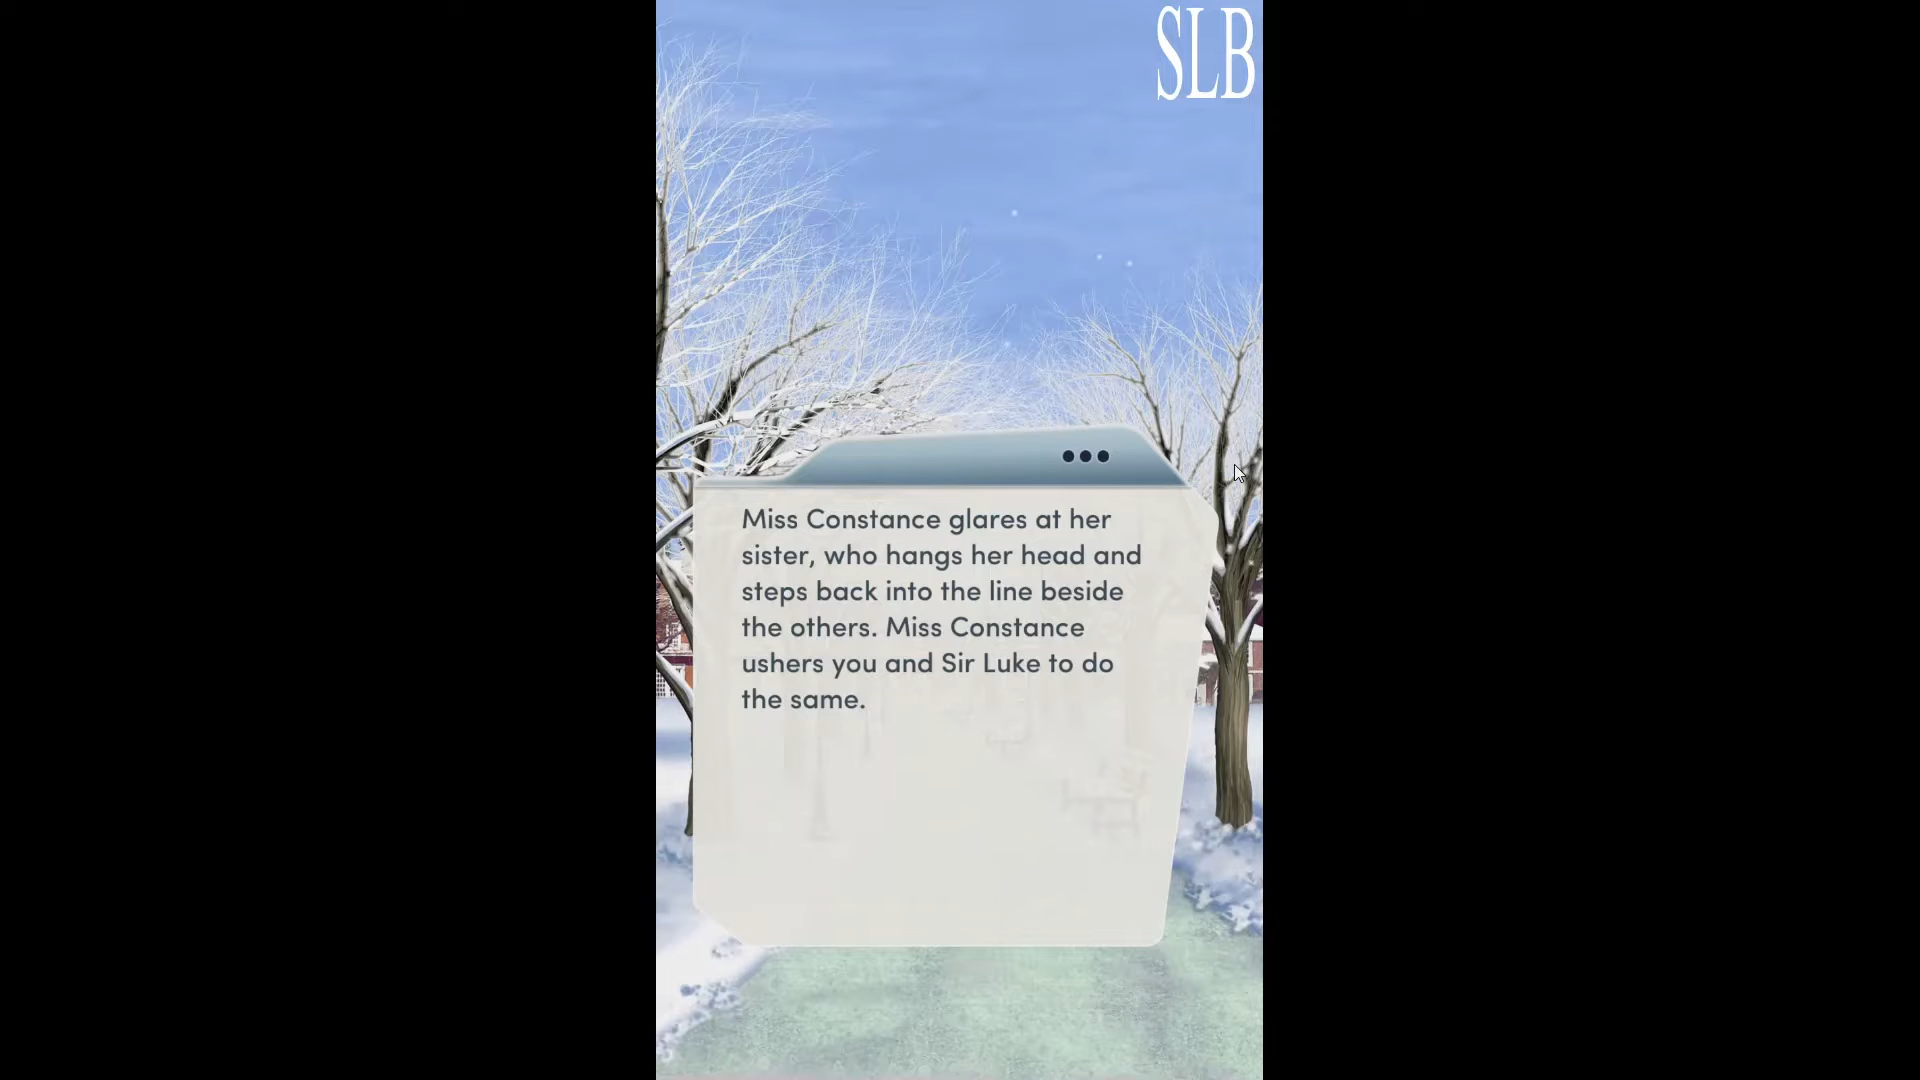 SLB
Miss Constance glares at her
sister, who hangs her head and
steps back into the line beside
the others. Miss Constance
ushers you and Sir Luke to do
the same.